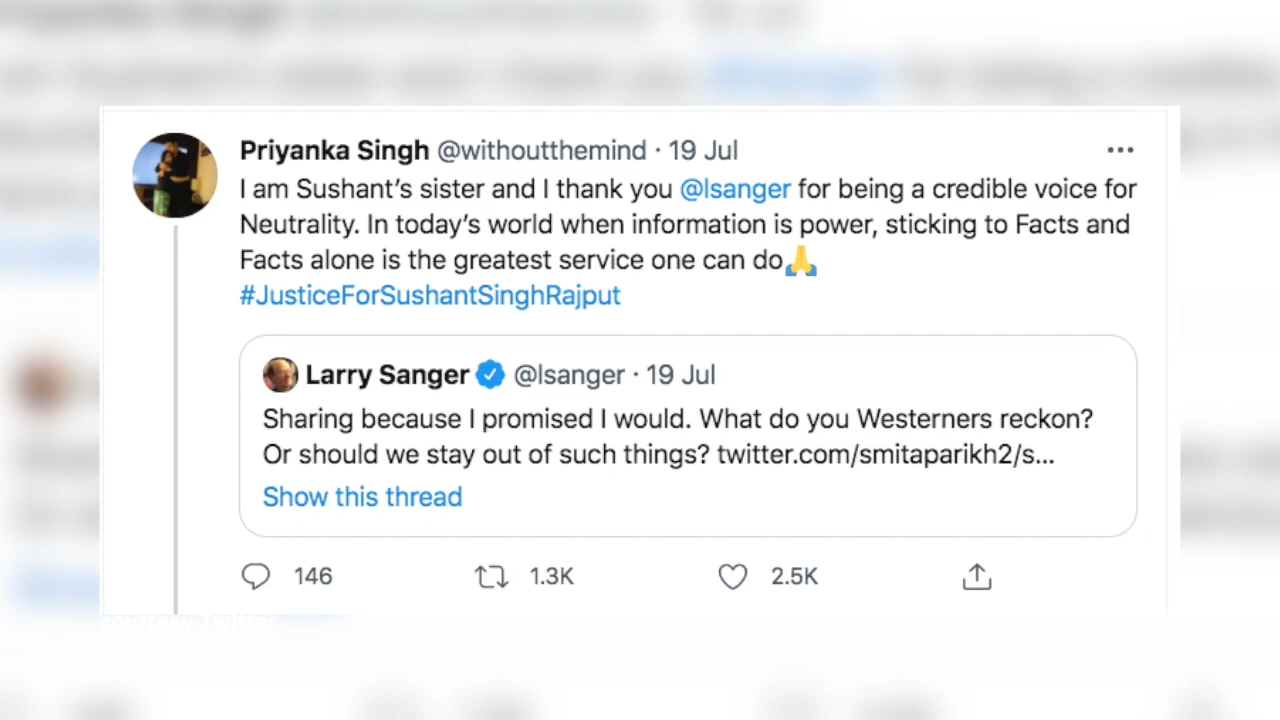 Priyanka Singh @withoutthemind · 19 Jul
I am Sushant's sister and I thank you @lsanger for being a credible voice for
Neutrality. In today's world when information is power, sticking to Facts and
Facts alone is the greatest service one can do🙏
#JusticeForSushantSinghRajput
Larry Sanger @lsanger · 19 Jul
Sharing because I promised I would. What do you Westerners reckon?
Or should we stay out of such things? twitter.com/smitaparikh2/s...
Show this thread
146 1.3K 2.5K
courtesy:Twitter